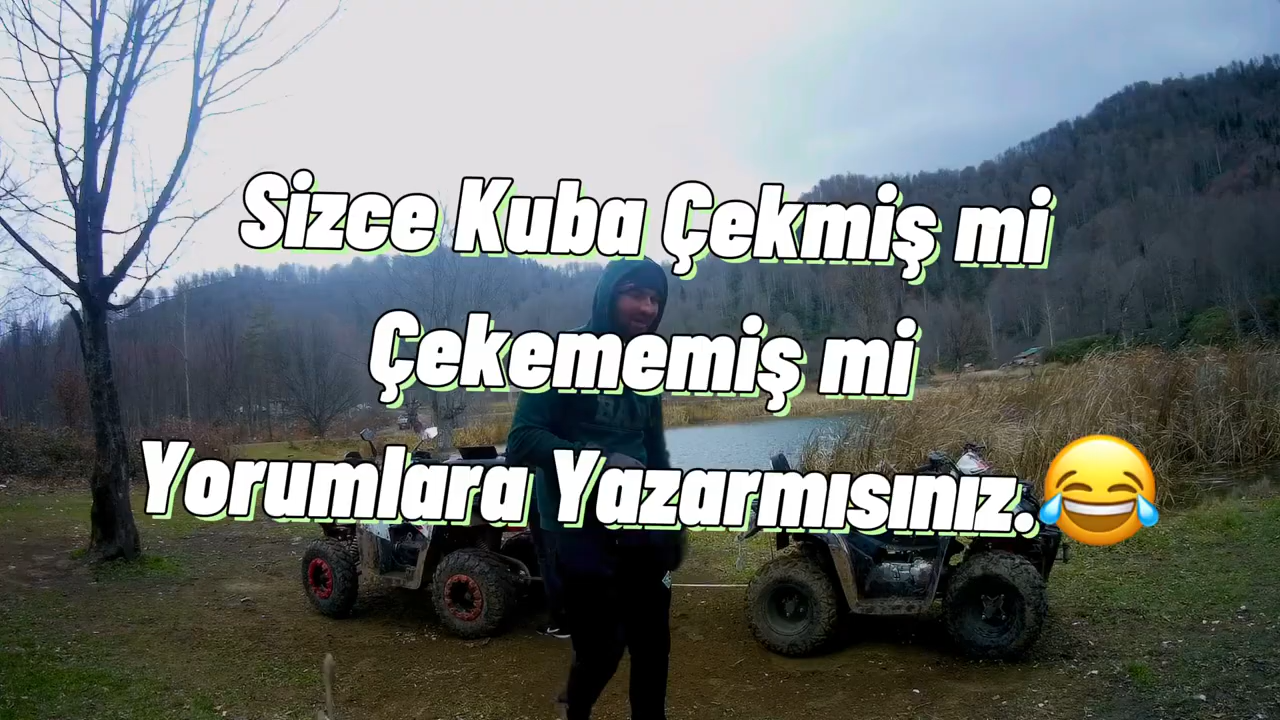 Sizce Kuba Çekmiş mi
Çekememiş mi
Yorumlara Yazarmısınız.😂